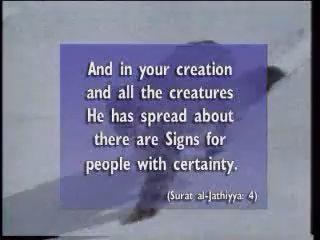 And in your creation
and all the creatures
He has spread about
there are Signs for
people with certainty.
(Surat al-Jathiyya: 4)